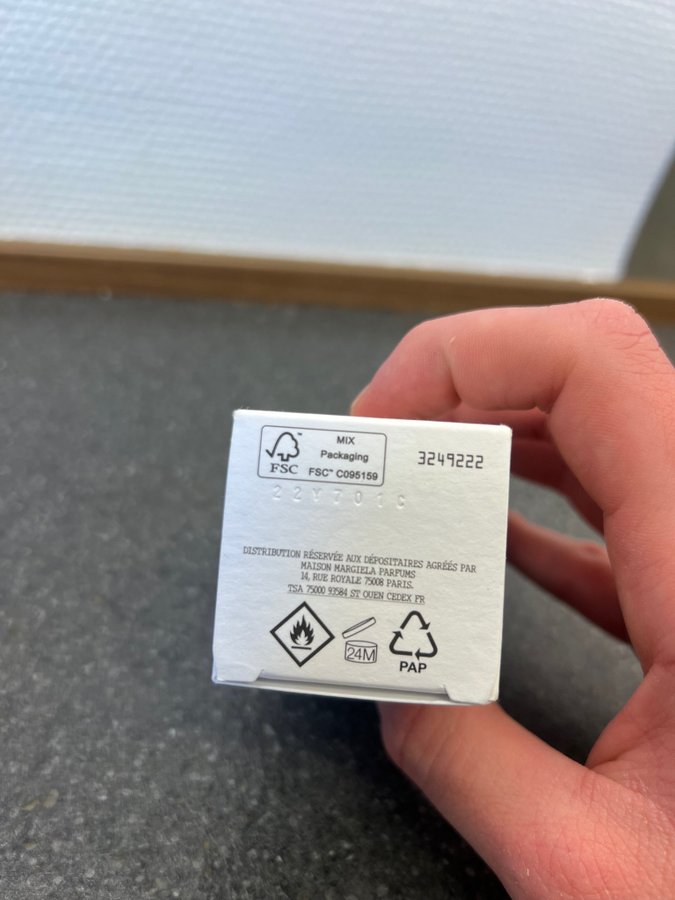 MIX
Packaging
FSC™ C095159
FSC
3249222
22Y701C
DISTRIBUTION RÉSERVÉE AUX DÉPOSITAIRES AGRÉÉS PAR
MAISON MARGIELA PARFUMS
14, RUE ROYALE 75008 PARIS.
TSA 75000 93584 ST OUEN CEDEX FR
24M
PAP